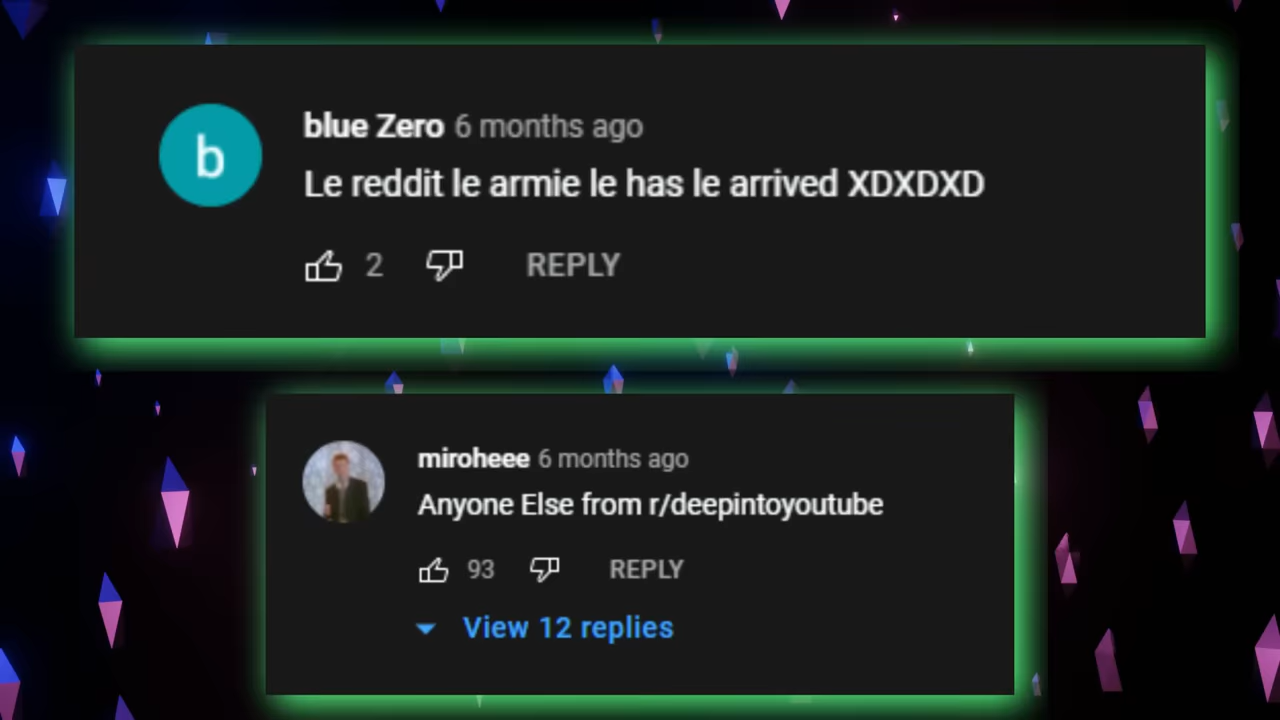 b
blue Zero 6 months ago
Le reddit le armie le has le arrived XDXDXD
2 REPLY
miroheee 6 months ago
Anyone Else from r/deepintoyoutube
93 REPLY
View 12 replies